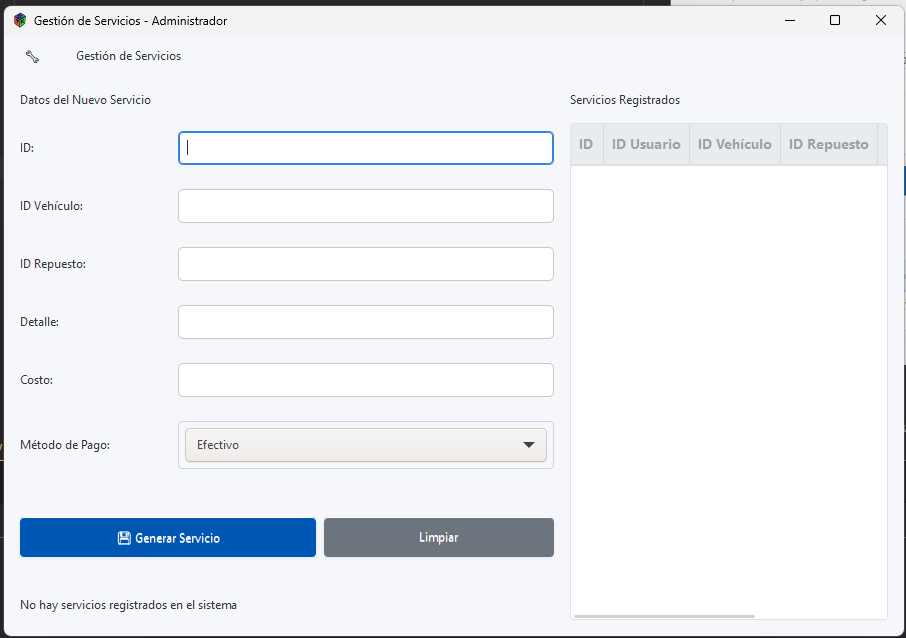 Gestión de Servicios - Administrador
Gestión de Servicios
Datos del Nuevo Servicio
ID:
ID Vehículo:
ID Repuesto:
Detalle:
Costo:
Método de Pago:
Efectivo
Generar Servicio
Limpiar
No hay servicios registrados en el sistema
Servicios Registrados
ID ID Usuario ID Vehículo ID Repuesto